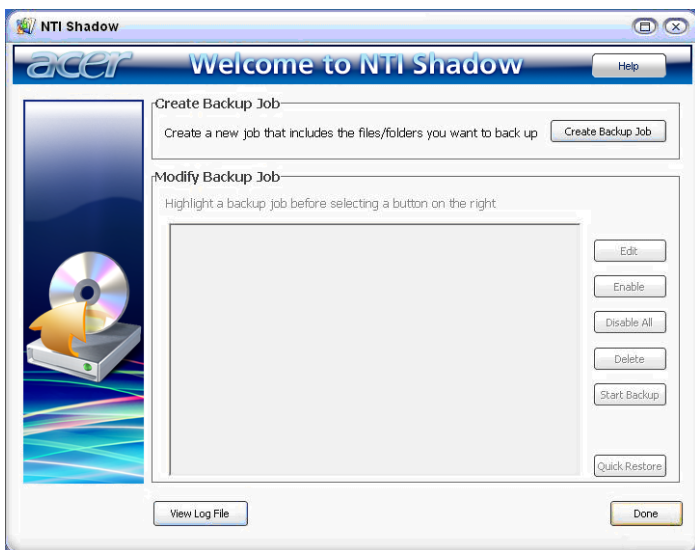 NTI Shadow
acer
Welcome to NTI Shadow
Help
Create Backup Job
Create a new job that includes the files/folders you want to back up
Create Backup Job
Modify Backup Job
Highlight a backup job before selecting a button on the right
Edit
Enable
Disable All
Delete
Start Backup
Quick Restore
View Log File
Done